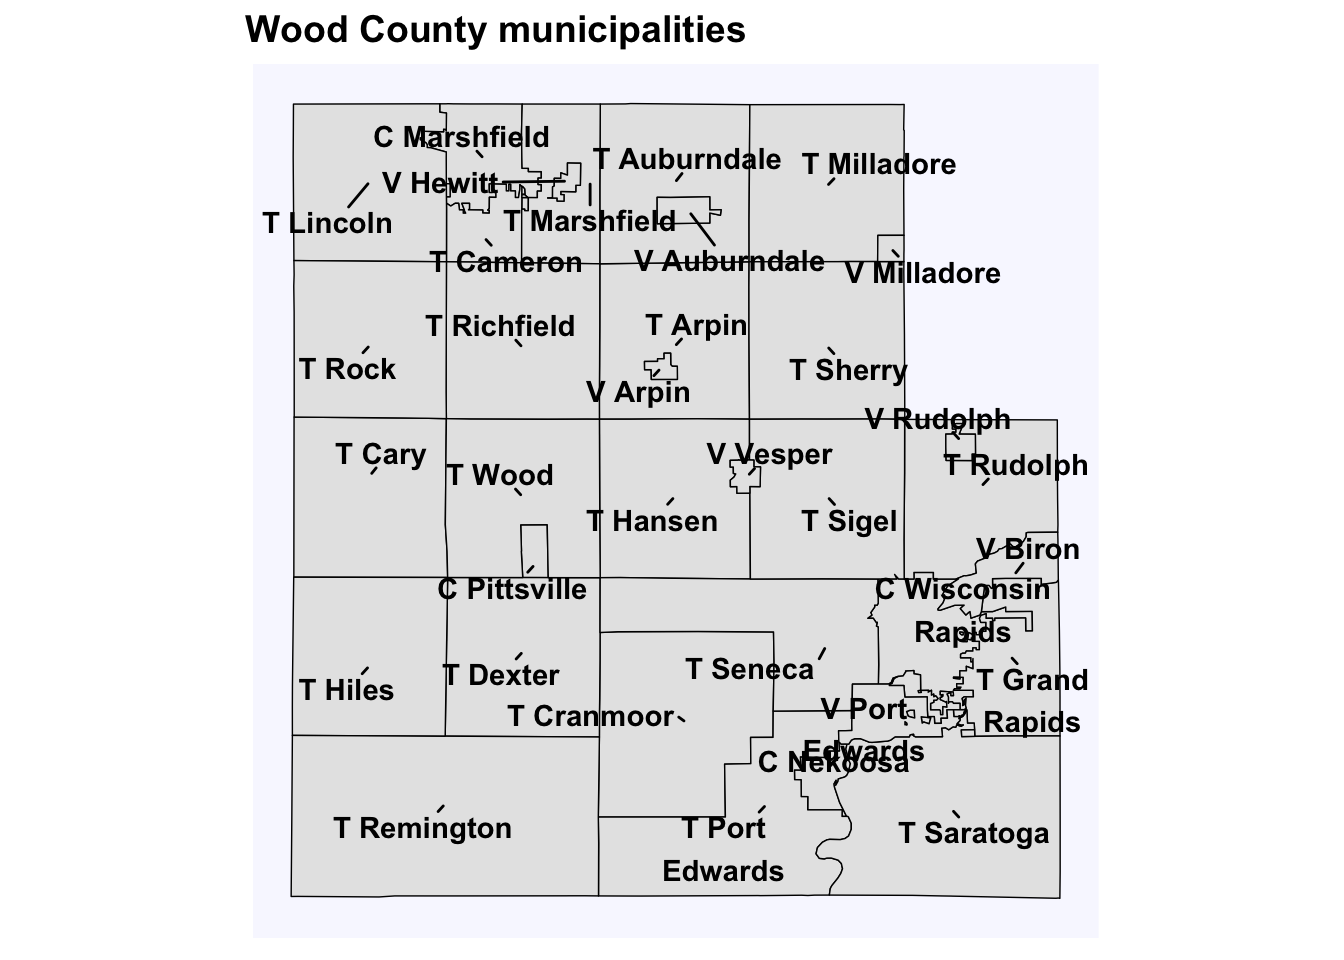 Wood County municipalities
C Marshfield
T Auburndale
T Milladore
V Hewitt
T Lincoln
T Marshfield
T Cameron
V Auburndale
V Milladore
T Richfield
T Arpin
T Rock
T Sherry
V Arpin
V Rudolph
T Cary
V Vesper
T Rudolph
T Wood
T Hansen
T Sigel
V Biron
C Pittsville
C Wisconsin
Rapids
T Seneca
T Dexter
T Hiles
T Grand
Rapids
T Cranmoor
V Port
Edwards
C Nekoosa
T Remington
T Port
Edwards
T Saratoga